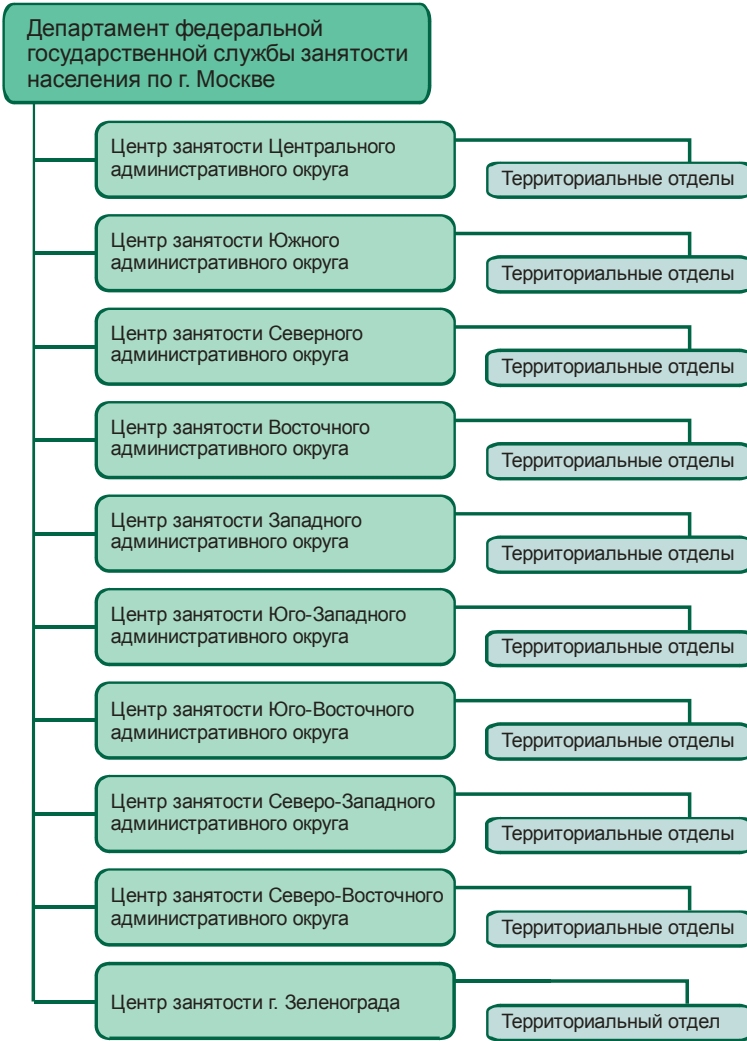 Департамент федеральной
государственной службы занятости
населения по г. Москве
Центр занятости Центрального
административного округа
Территориальные отделы
Центр занятости Южного
административного округа
Территориальные отделы
Центр занятости Северного
административного округа
Территориальные отделы
Центр занятости Восточного
административного округа
Территориальные отделы
Центр занятости Западного
административного округа
Территориальные отделы
Центр занятости Юго-Западного
административного округа
Территориальные отделы
Центр занятости Юго-Восточного
административного округа
Территориальные отделы
Центр занятости Северо-Западного
административного округа
Территориальные отделы
Центр занятости Северо-Восточного
административного округа
Территориальные отделы
Центр занятости г. Зеленограда
Территориальный отдел